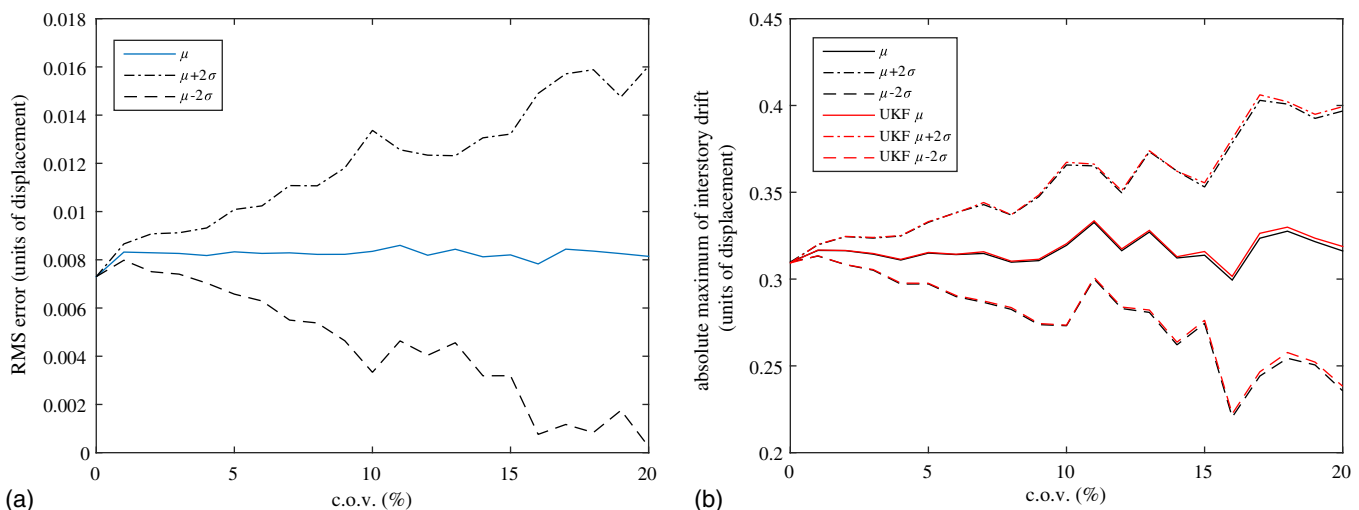 0.018
0.016
0.014
0.012
0.01
0.008
0.006
0.004
0.002
0
RMS error (units of displacement)
μ
μ+2σ
μ-2σ
0
5
10
15
20
c.o.v. (%)
(a)
0.45
0.4
0.35
0.3
0.25
0.2
absolute maximum of interstory drift
(units of displacement)
μ
μ+2σ
μ-2σ
UKF μ
UKF μ+2σ
UKF μ-2σ
0
5
10
15
20
c.o.v. (%)
(b)